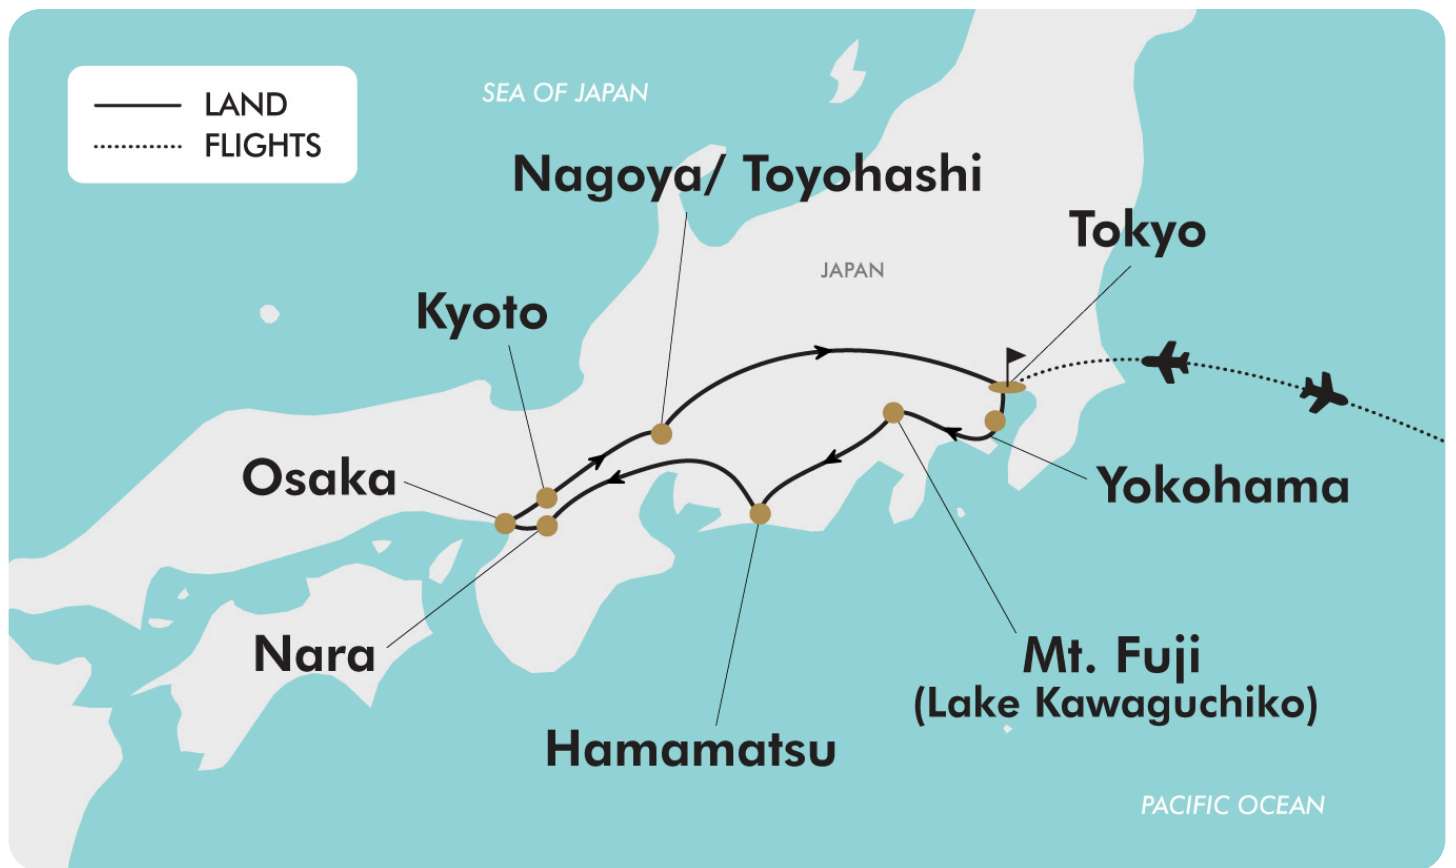 LAND
FLIGHTS
SEA OF JAPAN
Nagoya/ Toyohashi
Tokyo
JAPAN
Kyoto
Osaka
Yokohama
Nara
Mt. Fuji
(Lake Kawaguchiko)
Hamamatsu
PACIFIC OCEAN